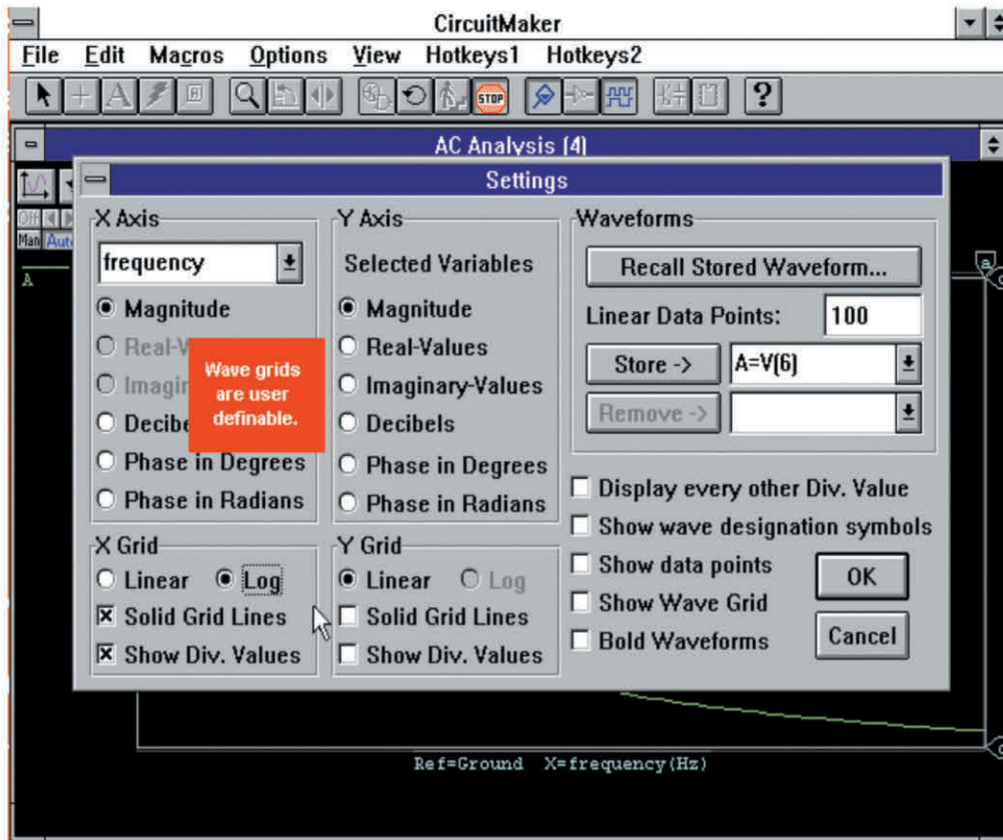 CircuitMaker
File Edit Macros Options View Hotkeys1 Hotkeys2
A STOP ?
AC Analysis (4)
Settings
Off
Man Auto
A
X Axis
frequency
Magnitude
Decibe
Phase in Degrees
Phase in Radians
Wave grids
are user
definable.
Y Axis
Selected Variables
Magnitude
Real-Values
Imaginary-Values
Decibels
Phase in Degrees
Phase in Radians
Waveforms
Recall Stored Waveform...
Linear Data Points: 100
Store -> A=V(6)
Remove ->
X Grid
Linear Log
Solid Grid Lines
Show Div. Values
Y Grid
Linear Log
Solid Grid Lines
Show Div. Values
Display every other Div. Value
Show wave designation symbols
Show data points
Show Wave Grid
Bold Waveforms
OK
Cancel
a
Ref=Ground X=frequency(Hz)